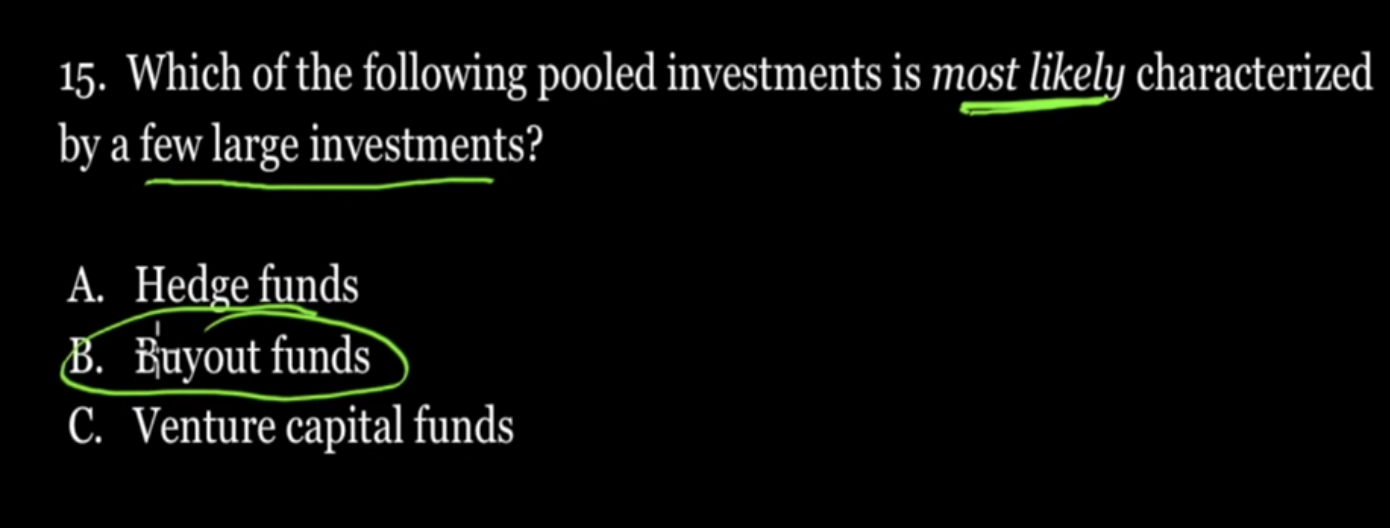 15. Which of the following pooled investments is most likely characterized
by a few large investments?
A. Hedge funds
B. Buyout funds
C. Venture capital funds